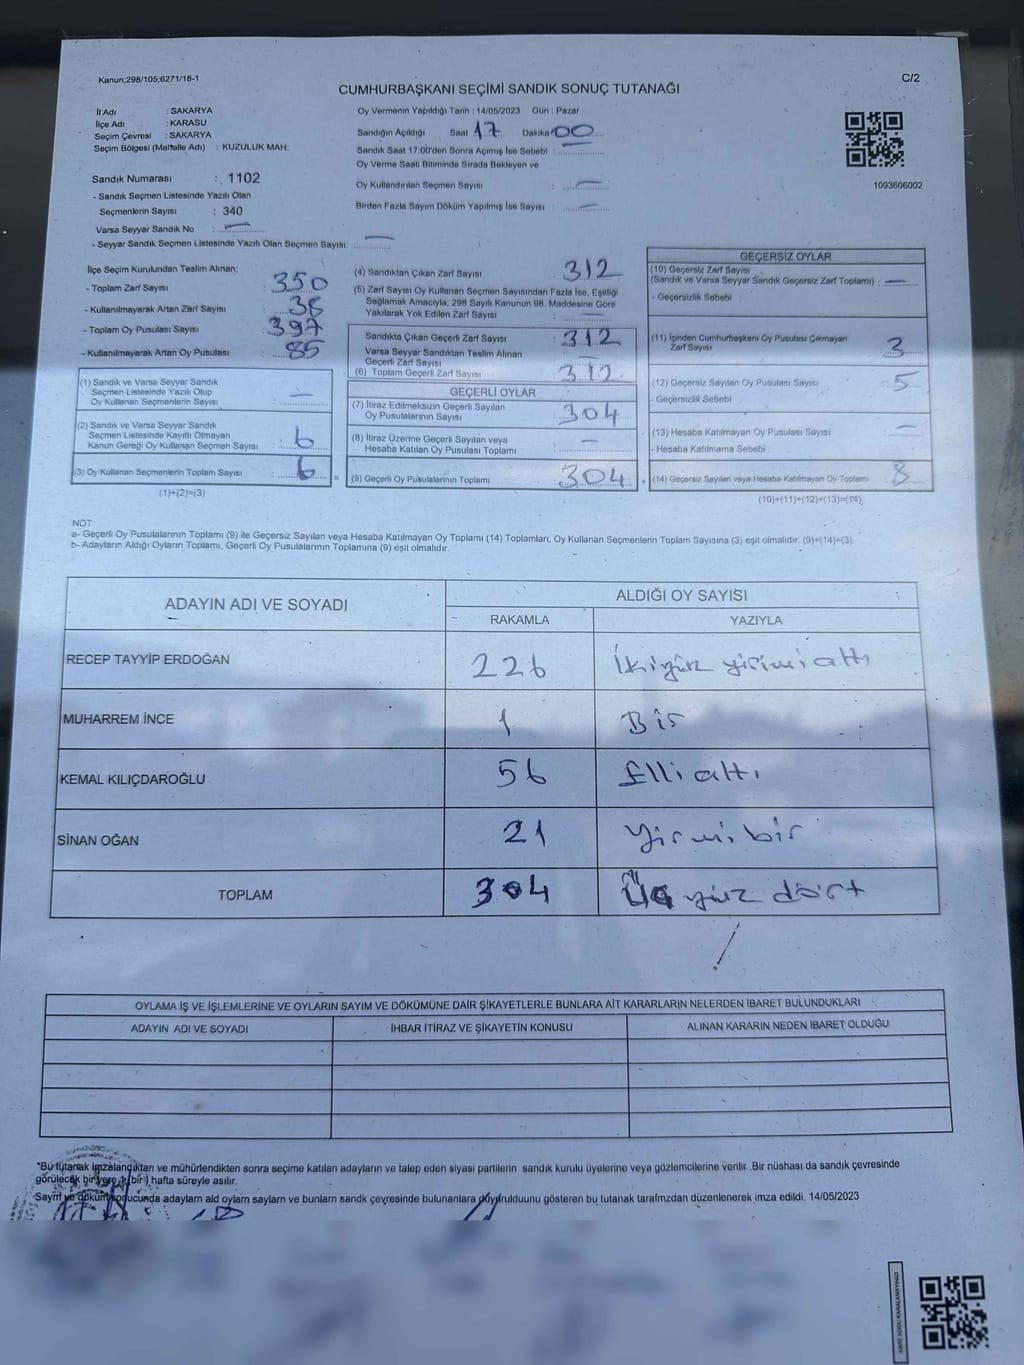 Kanun;298/105;6271/18-1
C/2
CUMHURBAŞKANI SEÇİMİ SANDIK SONUÇ TUTANAĞI
İl Adı : SAKARYA
İlçe Adı : KARASU
Seçim Çevresi : SAKARYA
Seçim Bölgesi (Mahalle Adı) : KUZULUK MAH.
Sandık Numarası : 1102
- Sandık Seçmen Listesinde Yazılı Olan
Seçmenlerin Sayısı : 340
Varsa Seyyar Sandık No : —
- Seyyar Sandık Seçmen Listesinde Yazılı Olan Seçmen Sayısı: —
Oy Vermenin Yapıldığı Tarih : 14/05/2023 Gün : Pazar
Sandığın Açıldığı Saat 17 Dakika 00
Sandık Saat 17:00'den Sonra Açımış İse Sebebi :
Oy Verme Saati Bitiminde Sırada Bekleyen ve
Oy Kullandırılan Seçmen Sayısı : —
Birden Fazla Sayım Döküm Yapılmış İse Sayısı : —
1093606002
İlçe Seçim Kurulundan Teslim Alınan;
- Toplam Zarf Sayısı : 350
- Kullanılmayarak Artan Zarf Sayısı : 38
- Toplam Oy Pusulası Sayısı : 397
- Kullanılmayarak Artan Oy Pusulası : 85
(1) Sandık ve Varsa Seyyar Sandık
Seçmen Listesinde Yazılı Olup
Oy Kullanan Seçmenlerin Sayısı : —
(2) Sandık ve Varsa Seyyar Sandık
Seçmen Listesinde Kayıtlı Olmayan
Kanun Gereği Oy Kullanan Seçmen Sayısı : 6
(3) Oy Kullanan Seçmenlerin Toplam Sayısı : 6
(1)+(2)=(3)
(4) Sandıktan Çıkan Zarf Sayısı : 312
(5) Zarf Sayısı Oy Kullanan Seçmen Sayısından Fazla İse, Eşitliği
Sağlamak Amacıyla; 298 Sayılı Kanunun 98. Maddesine Göre
Yakılarak Yok Edilen Zarf Sayısı : —
Sandıkta Çıkan Geçerli Zarf Sayısı : 312
Varsa Seyyar Sandıktan Teslim Alınan
Geçerli Zarf Sayısı : —
(6) Toplam Geçerli Zarf Sayısı : 312
GEÇERLİ OYLAR
(7) İtiraz Edilmeksizin Geçerli Sayılan
Oy Pusulalarının Sayısı : 304
(8) İtiraz Üzerine Geçerli Sayılan veya
Hesaba Katılan Oy Pusulası Toplamı : —
(9) Geçerli Oy Pusulalarının Toplamı : 304
GEÇERSİZ OYLAR
(10) Geçersiz Zarf Sayısı
(Sandık ve Varsa Seyyar Sandık Geçersiz Zarf Toplamı) : —
- Geçersizlik Sebebi :
(11) İçinden Cumhurbaşkanı Oy Pusulası Çıkmayan
Zarf Sayısı : 3
(12) Geçersiz Sayılan Oy Pusulası Sayısı : 5
- Geçersizlik Sebebi :
(13) Hesaba Katılmayan Oy Pusulası Sayısı : —
- Hesaba Katılmama Sebebi :
(14) Geçersiz Sayılan veya Hesaba Katılmayan Oy Toplamı : 8
(10)+(11)+(12)+(13)=(14)
NOT:
a- Geçerli Oy Pusulalarının Toplamı (9) ile Geçersiz Sayılan veya Hesaba Katılmayan Oy Toplamı (14) Toplamları, Oy Kullanan Seçmenlerin Toplam Sayısına (3) eşit olmalıdır. (9)+(14)=(3)
b- Adayların Aldığı Oyların Toplamı, Geçerli Oy Pusulalarının Toplamına (9) eşit olmalıdır.
ADAYIN ADI VE SOYADI ALDIĞI OY SAYISI
RAKAMLA YAZIYLA
RECEP TAYYİP ERDOĞAN 226 İkiyüz yirmi altı
MUHARREM İNCE 1 Bir
KEMAL KILIÇDAROĞLU 56 Elli altı
SİNAN OĞAN 21 Yirmi bir
TOPLAM 304 Üç yüz dört
OYLAMA İŞ VE İŞLEMLERİNE VE OYLARIN SAYIM VE DÖKÜMÜNE DAİR ŞİKAYETLERLE BUNLARA AİT KARARLARIN NELERDEN İBARET BULUNDUKLARI
ADAYIN ADI VE SOYADI İHBAR İTİRAZ VE ŞİKAYETİN KONUSU ALINAN KARARIN NEDEN İBARET OLDUĞU
*Bu tutanak imzalandıktan ve mühürlendikten sonra seçime katılan adayların ve talep eden siyasi partilerin sandık kurulu üyelerine veya gözlemcilerine verilir .Bir nüshası da sandık çevresinde
görülecek bir yere 1(bir) hafta süreyle asılır.
Sayım ve döküm sonucunda adayların ald oyların sayların ve bunların sandık çevresinde bulunanlara duyurulduunu gösteren bu tutanak tarafmzdan düzenlenerek imza edildi. 14/05/2023